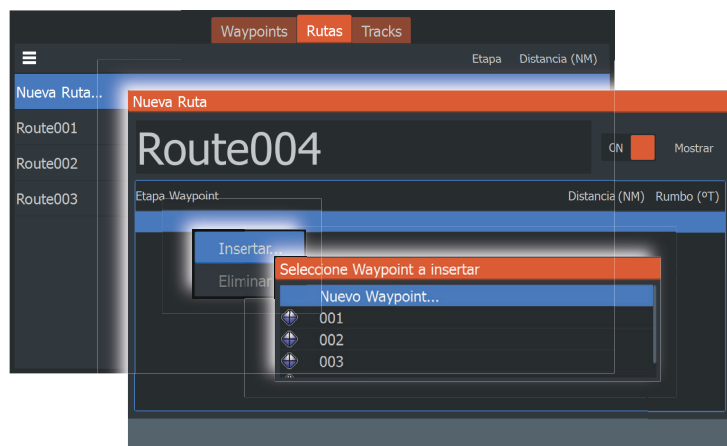 Waypoints Rutas Tracks
Etapa Distancia (NM)
Nueva Ruta...
Route001
Route002
Route003
Nueva Ruta
Route004
ON Mostrar
Etapa Waypoint Distancia (NM) Rumbo (ºT)
Insertar...
Eliminar
Seleccione Waypoint a insertar
Nuevo Waypoint...
001
002
003